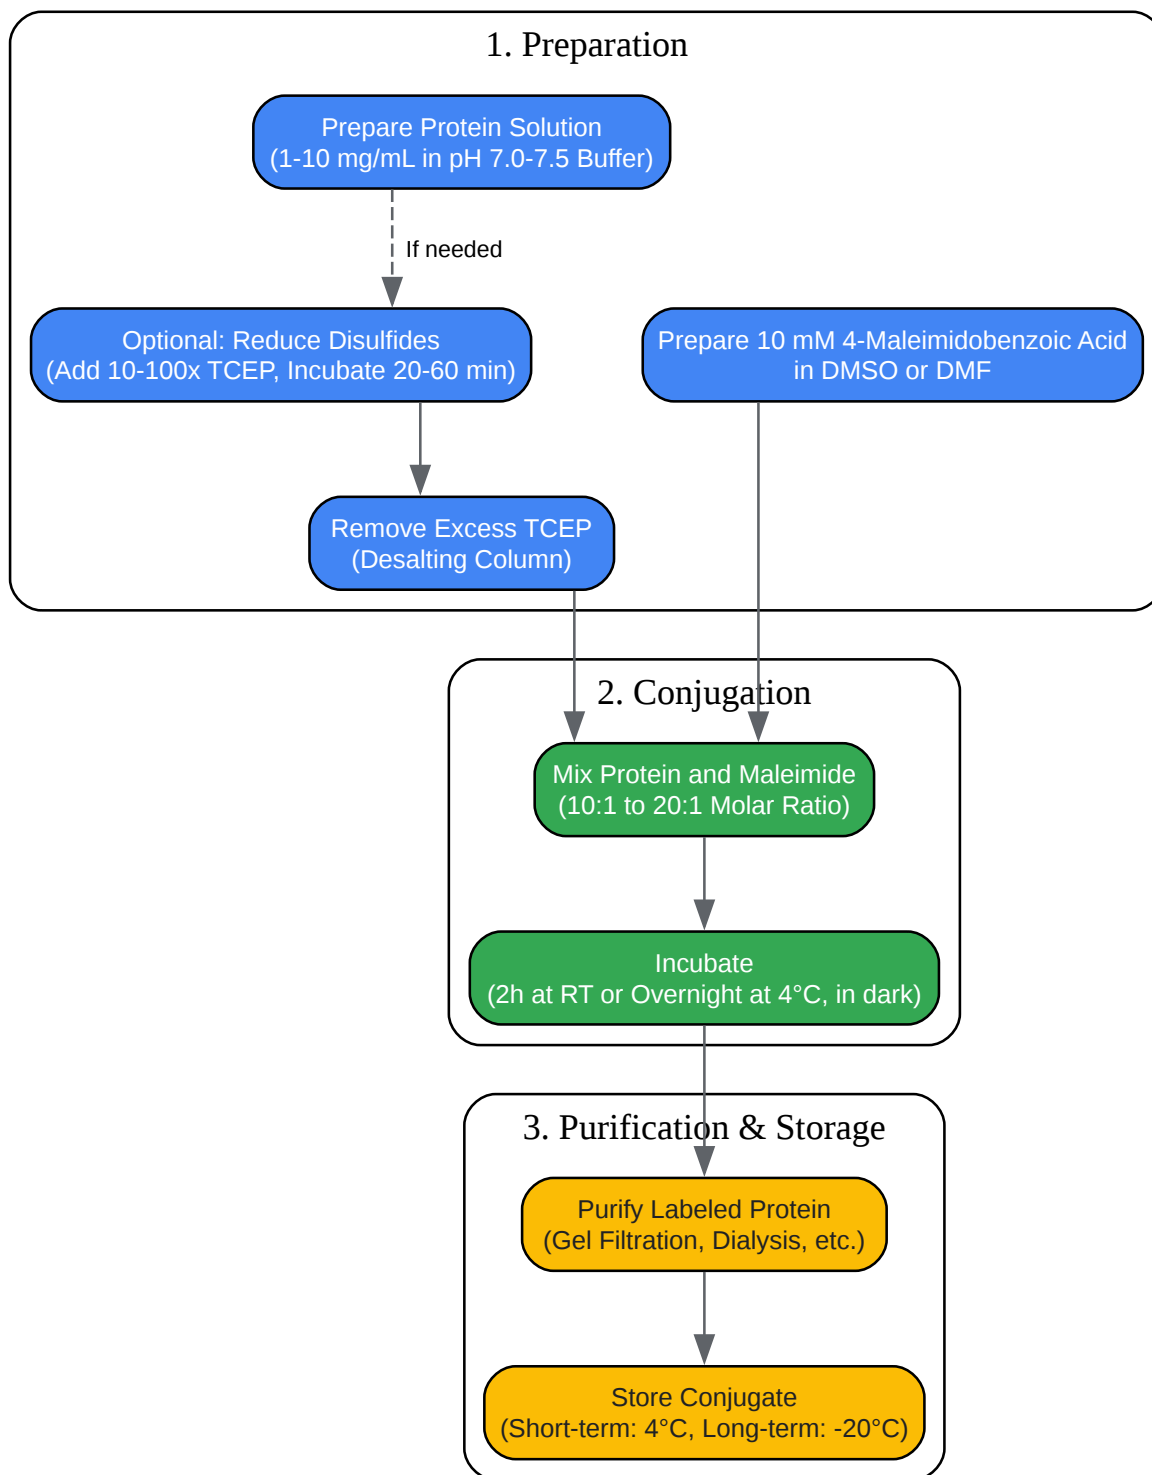 1. Preparation
Prepare Protein Solution
(1-10 mg/mL in pH 7.0-7.5 Buffer)
If needed
Optional: Reduce Disulfides
(Add 10-100x TCEP, Incubate 20-60 min)
Prepare 10 mM 4-Maleimidobenzoic Acid
in DMSO or DMF
Remove Excess TCEP
(Desalting Column)
2. Conjugation
Mix Protein and Maleimide
(10:1 to 20:1 Molar Ratio)
Incubate
(2h at RT or Overnight at 4°C, in dark)
3. Purification & Storage
Purify Labeled Protein
(Gel Filtration, Dialysis, etc.)
Store Conjugate
(Short-term: 4°C, Long-term: -20°C)